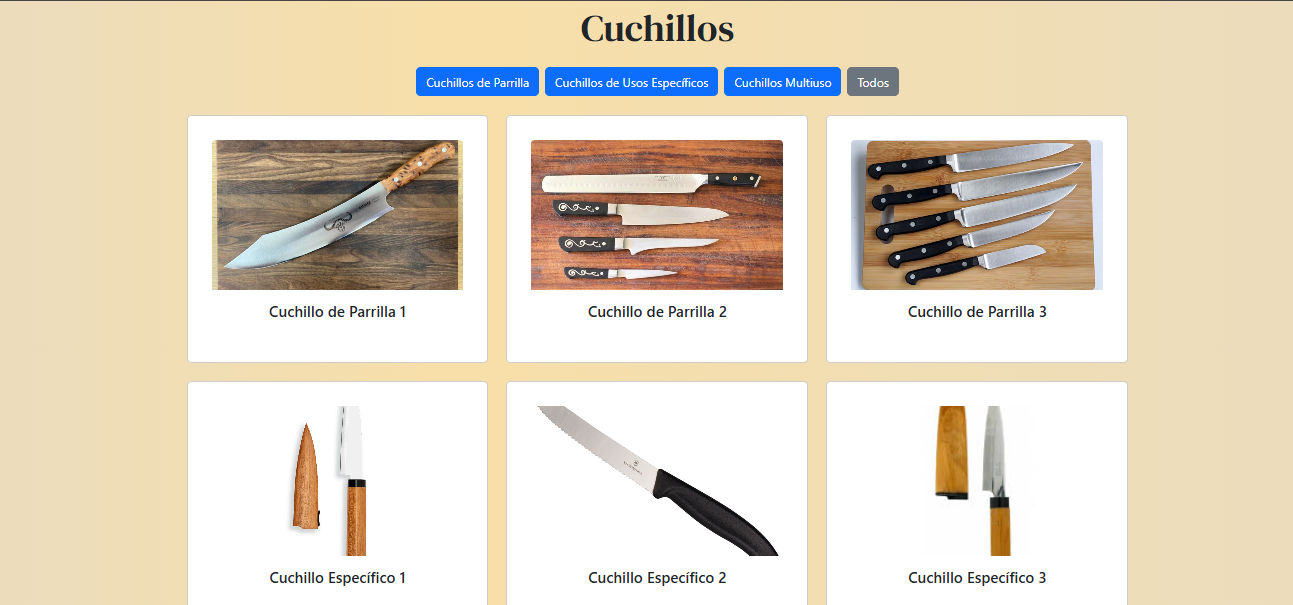 Cuchillos
Cuchillos de Parrilla Cuchillos de Usos Específicos Cuchillos Multiuso Todos
Cuchillo de Parrilla 1 Cuchillo de Parrilla 2 Cuchillo de Parrilla 3
Cuchillo Específico 1 Cuchillo Específico 2 Cuchillo Específico 3